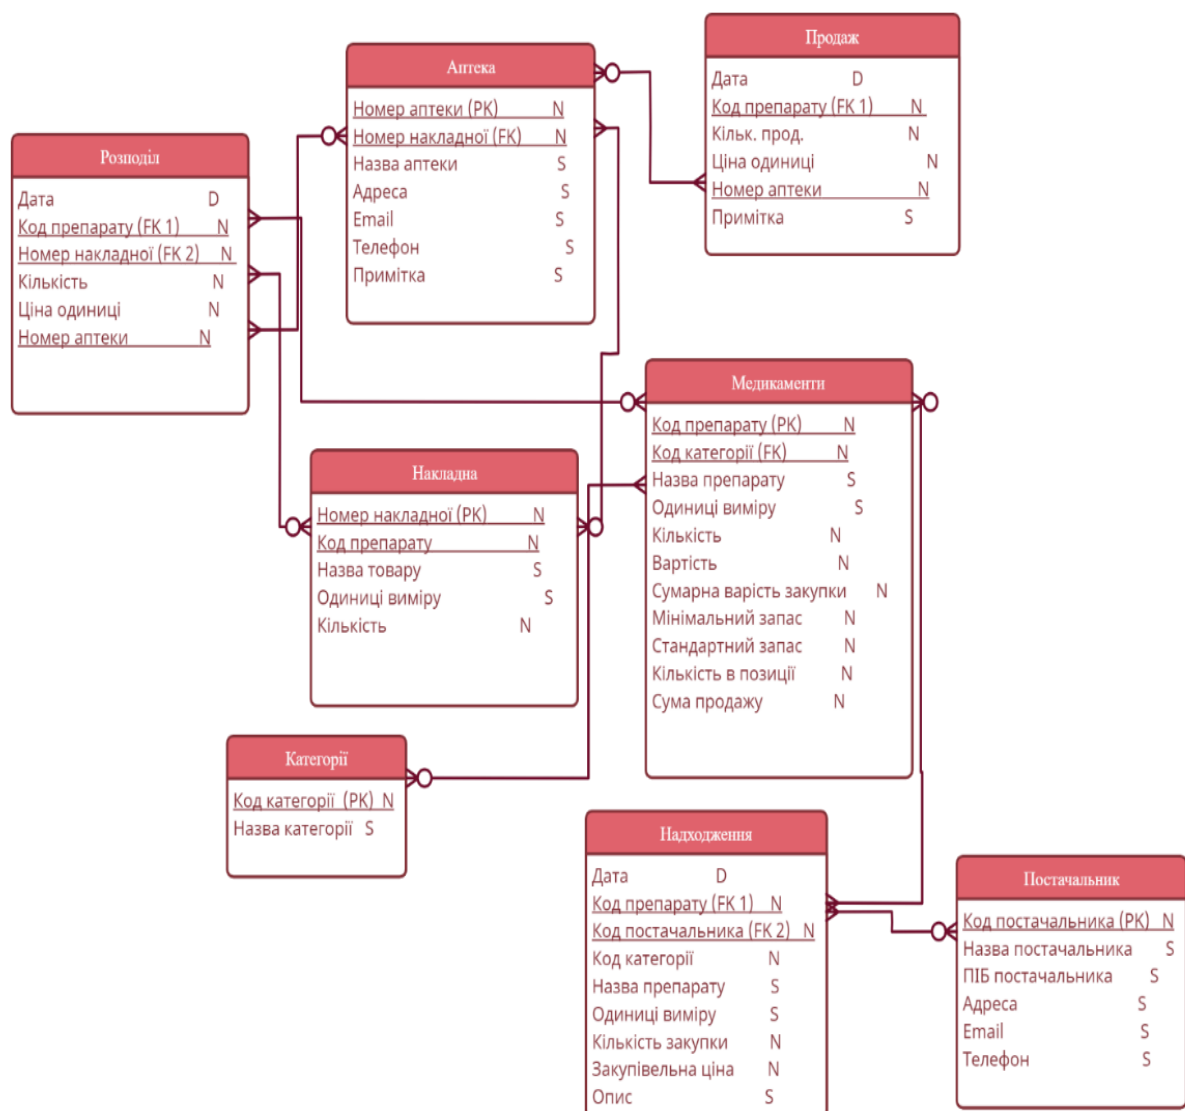 Продаж
Дата D
Код препарату (FK 1) N
Кільк. прод. N
Ціна одиниці N
Номер аптеки N
Примітка S
Аптека
Номер аптеки (PK) N
Номер накладної (FK) N
Назва аптеки S
Адреса S
Email S
Телефон S
Примітка S
Розподіл
Дата D
Код препарату (FK 1) N
Номер накладної (FK 2) N
Кількість N
Ціна одиниці N
Номер аптеки N
Медикаменти
Код препарату (PK) N
Код категорії (FK) N
Назва препарату S
Одиниці виміру S
Кількість N
Вартість N
Сумарна варість закупки N
Мінімальний запас N
Стандартний запас N
Кількість в позиції N
Сума продажу N
Накладна
Номер накладної (PK) N
Код препарату N
Назва товару S
Одиниці виміру S
Кількість N
Категорії
Код категорії (PK) N
Назва категорії S
Надходження
Дата D
Код препарату (FK 1) N
Код постачальника (FK 2) N
Код категорії N
Назва препарату S
Одиниці виміру S
Кількість закупки N
Закупівельна ціна N
Опис S
Постачальник
Код постачальника (PK) N
Назва постачальника S
ПІБ постачальника S
Адреса S
Email S
Телефон S